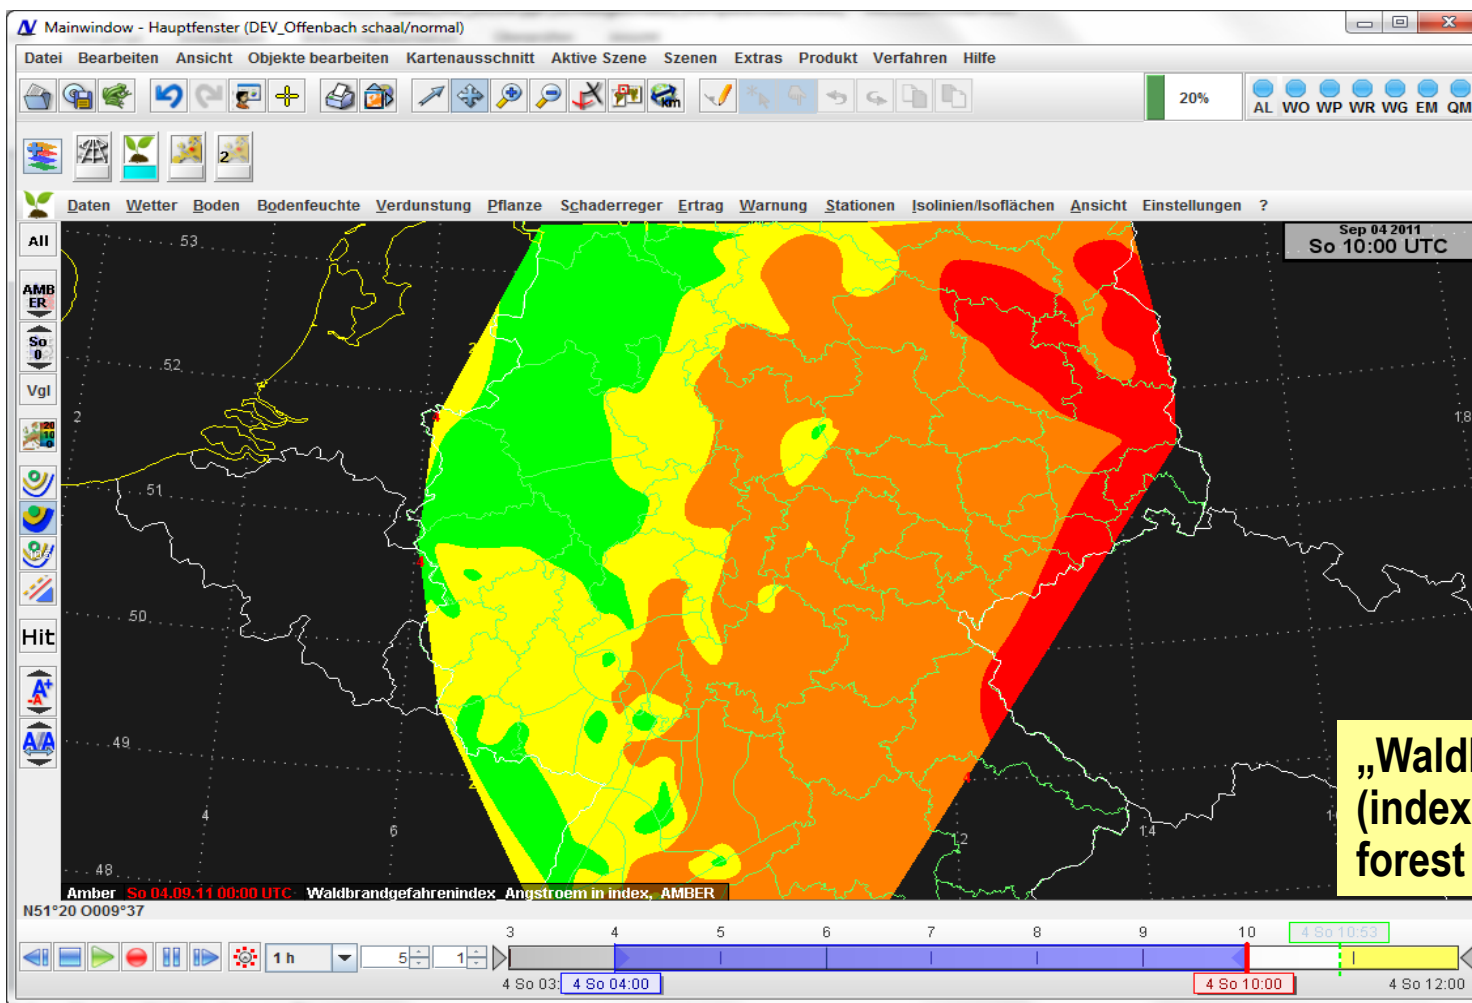 Mainwindow - Hauptfenster (DEV_Offenbach schaal/normal)
Datei Bearbeiten Ansicht Objekte bearbeiten Kartenausschnitt Aktive Szene Szenen Extras Produkt Verfahren Hilfe
km
20%
AL WO WP WR WG EM QM
2
Daten Wetter Boden Bodenfeuchte Verdunstung Pflanze Schaderreger Ertrag Warnung Stationen Isolinien/Isoflächen Ansicht Einstellungen ?
All
Sep 04 2011
So 10:00 UTC
53
AMB
ER
So
0
52
Vgl
2
18
20
10
0
51
50
Hit
A+
-A
49
A/A
4
6
12
14
48
„Wald
(index
forest
Amber So 04.09.11 00:00 UTC Waldbrandgefahrenindex_Angstroem in index, AMBER
N51°20 O009°37
3 4 5 6 7 8 9 10
4 So 10:53
1 h
5
1
4 So 03:
4 So 04:00
4 So 10:00
4 So 12:00